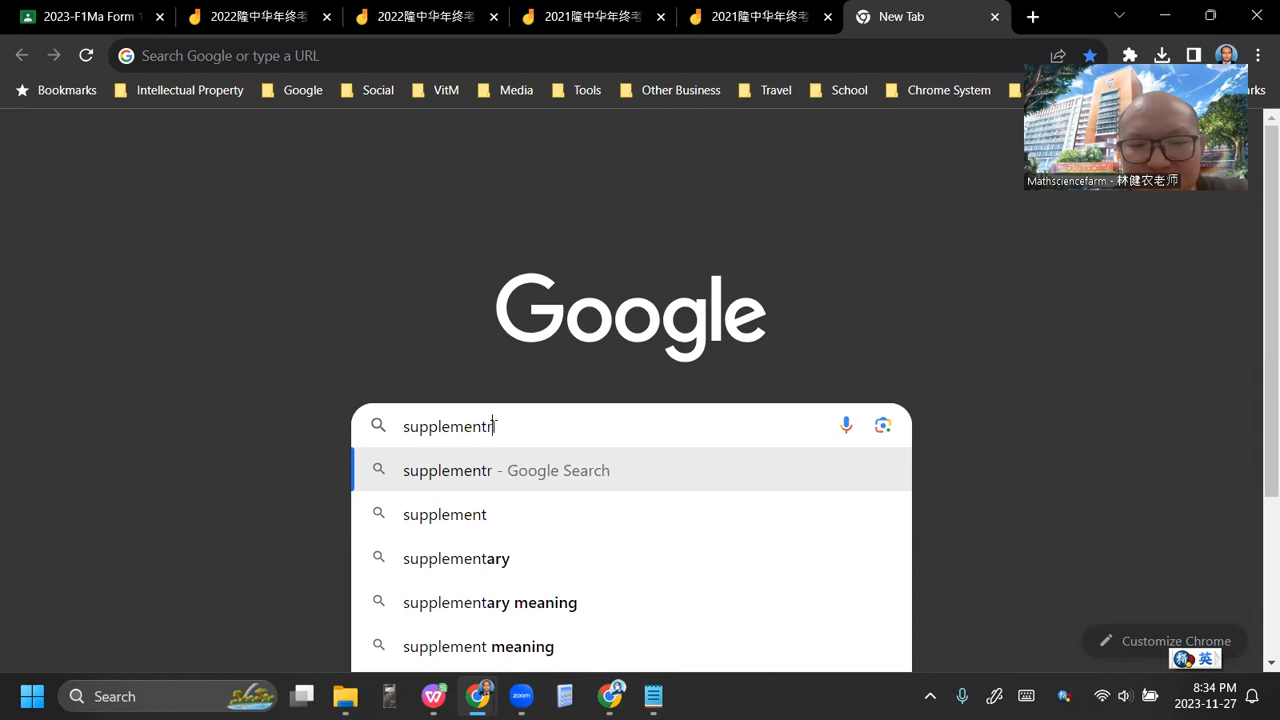 2023-F1Ma Form 1
2022隆中华年终考
2022隆中华年终考
2021隆中华年终考
2021隆中华年终考
New Tab
Search Google or type a URL
Bookmarks
Intellectual Property
Google
Social
VitM
Media
Tools
Other Business
Travel
School
Chrome System
rks
Mathsciencefarm - 林健农老师
Google
supplementr
supplementr - Google Search
supplement
supplementary
supplementary meaning
supplement meaning
Customize Chrome
英
Search
8:34 PM
2023-11-27